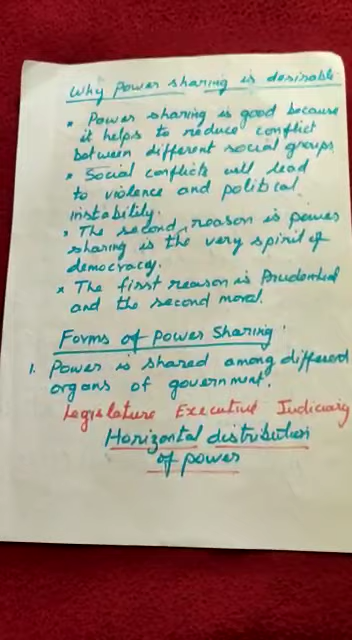 Why Power sharing is desirable.
* Power sharing is good because
it helps to reduce conflict
between different social groups.
* Social conflicts will lead
to violence and political
instability.
* The second reason is power
sharing is the very spirit of
democracy.
* The first reason is Prudential
and the second moral.
Forms of Power Sharing.
1. Power is shared among different
organs of government.
Legislature Executive Judiciary
Horizontal distribution
of power